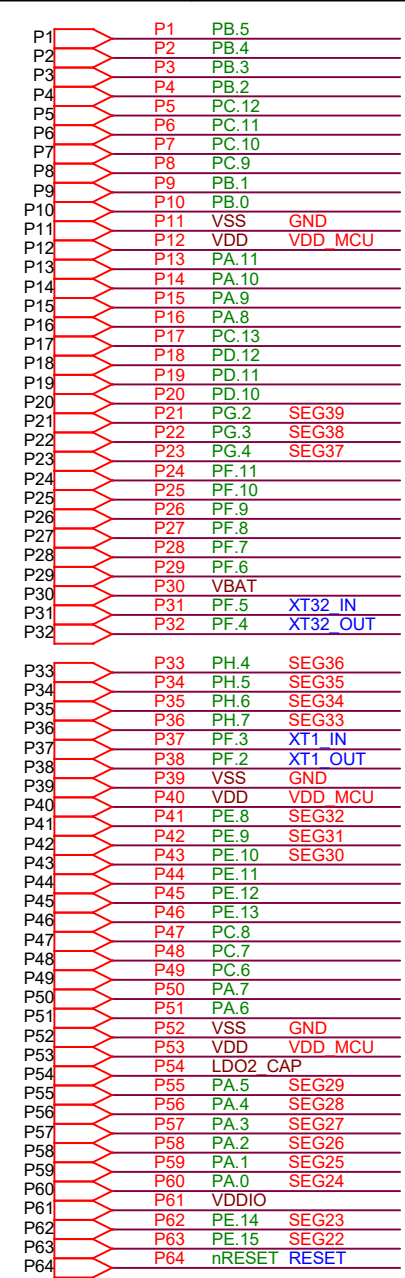 P1 P1 PB.5
P2 P2 PB.4
P3 P3 PB.3
P4 P4 PB.2
P5 P5 PC.12
P6 P6 PC.11
P7 P7 PC.10
P8 P8 PC.9
P9 P9 PB.1
P10 P10 PB.0
P11 P11 VSS GND
P12 P12 VDD VDD_MCU
P13 P13 PA.11
P14 P14 PA.10
P15 P15 PA.9
P16 P16 PA.8
P17 P17 PC.13
P18 P18 PD.12
P19 P19 PD.11
P20 P20 PD.10
P21 P21 PG.2 SEG39
P22 P22 PG.3 SEG38
P23 P23 PG.4 SEG37
P24 P24 PF.11
P25 P25 PF.10
P26 P26 PF.9
P27 P27 PF.8
P28 P28 PF.7
P29 P29 PF.6
P30 P30 VBAT
P31 P31 PF.5 XT32_IN
P32 P32 PF.4 XT32_OUT
P33 P33 PH.4 SEG36
P34 P34 PH.5 SEG35
P35 P35 PH.6 SEG34
P36 P36 PH.7 SEG33
P37 P37 PF.3 XT1_IN
P38 P38 PF.2 XT1_OUT
P39 P39 VSS GND
P40 P40 VDD VDD_MCU
P41 P41 PE.8 SEG32
P42 P42 PE.9 SEG31
P43 P43 PE.10 SEG30
P44 P44 PE.11
P45 P45 PE.12
P46 P46 PE.13
P47 P47 PC.8
P48 P48 PC.7
P49 P49 PC.6
P50 P50 PA.7
P51 P51 PA.6
P52 P52 VSS GND
P53 P53 VDD VDD_MCU
P54 P54 LDO2_CAP
P55 P55 PA.5 SEG29
P56 P56 PA.4 SEG28
P57 P57 PA.3 SEG27
P58 P58 PA.2 SEG26
P59 P59 PA.1 SEG25
P60 P60 PA.0 SEG24
P61 P61 VDDIO
P62 P62 PE.14 SEG23
P63 P63 PE.15 SEG22
P64 P64 nRESET RESET